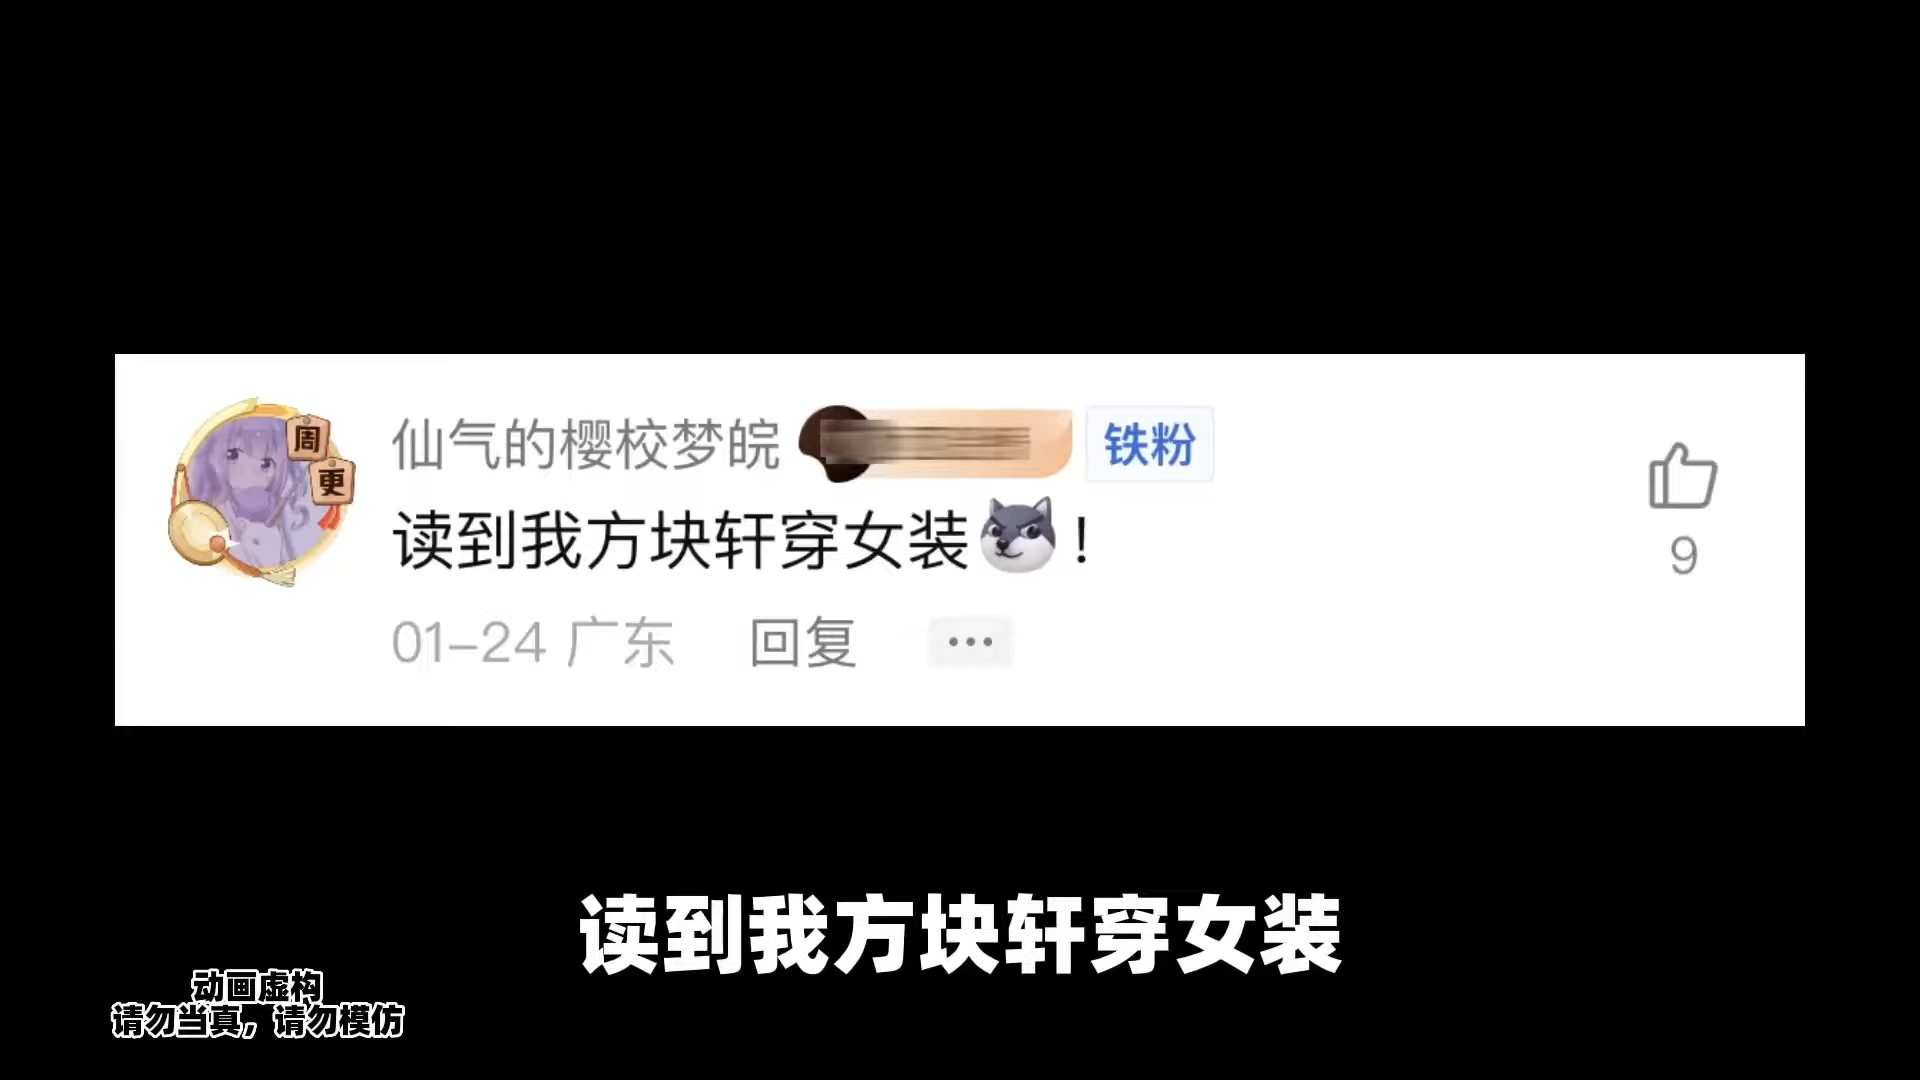 周更
仙气的樱校梦皖 铁粉
读到我方块轩穿女装！
9
01-24 广东 回复
读到我方块轩穿女装
动画虚构
请勿当真，请勿模仿